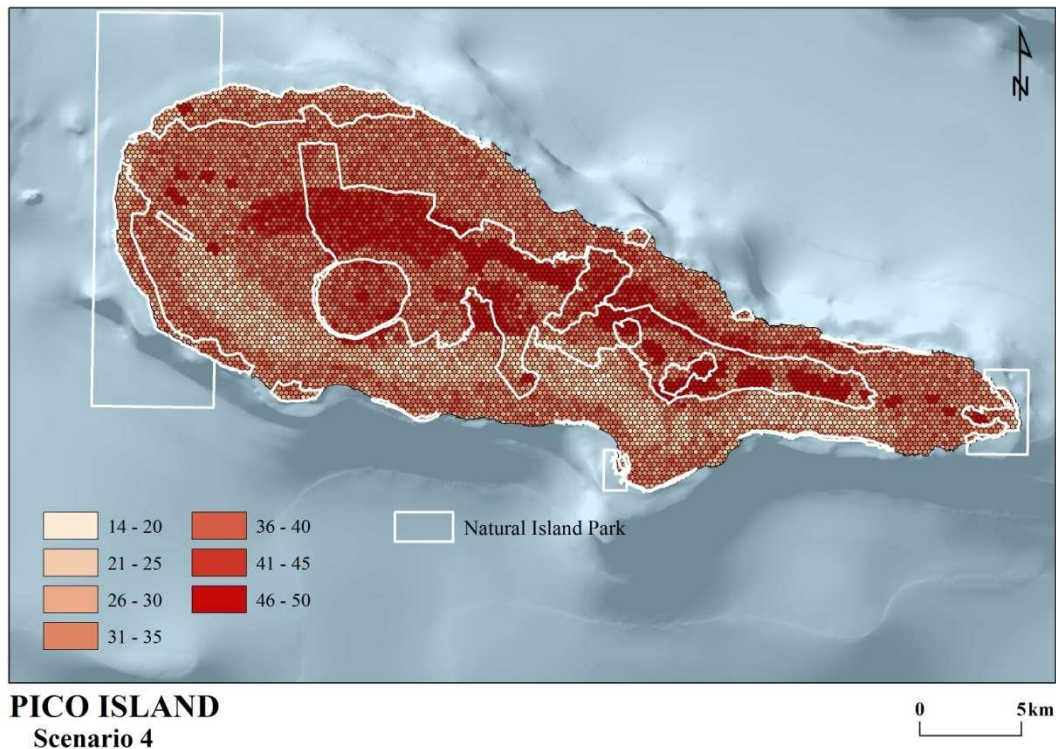 N
14 - 20
21 - 25
26 - 30
31 - 35
36 - 40
41 - 45
46 - 50
Natural Island Park
PICO ISLAND
Scenario 4
0 5km